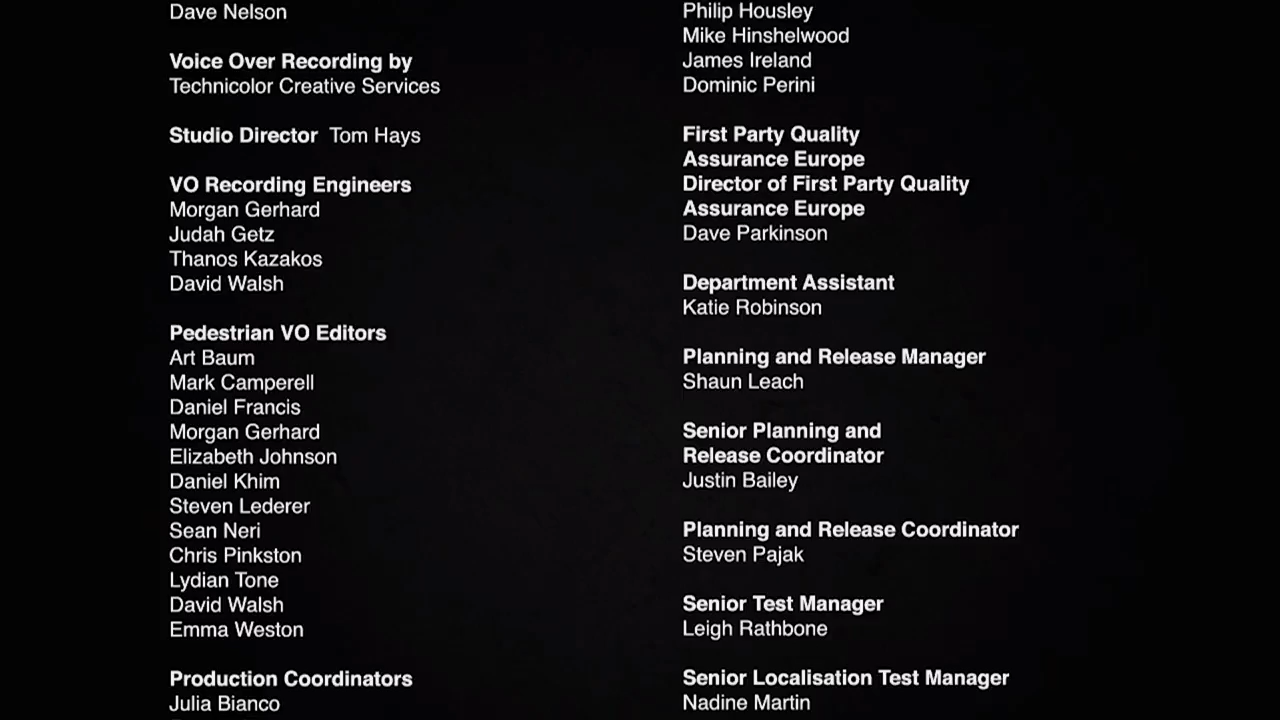 Dave Nelson
Voice Over Recording by
Technicolor Creative Services
Studio Director Tom Hays
VO Recording Engineers
Morgan Gerhard
Judah Getz
Thanos Kazakos
David Walsh
Pedestrian VO Editors
Art Baum
Mark Camperell
Daniel Francis
Morgan Gerhard
Elizabeth Johnson
Daniel Khim
Steven Lederer
Sean Neri
Chris Pinkston
Lydian Tone
David Walsh
Emma Weston
Production Coordinators
Julia Bianco
Philip Housley
Mike Hinshelwood
James Ireland
Dominic Perini
First Party Quality
Assurance Europe
Director of First Party Quality
Assurance Europe
Dave Parkinson
Department Assistant
Katie Robinson
Planning and Release Manager
Shaun Leach
Senior Planning and
Release Coordinator
Justin Bailey
Planning and Release Coordinator
Steven Pajak
Senior Test Manager
Leigh Rathbone
Senior Localisation Test Manager
Nadine Martin